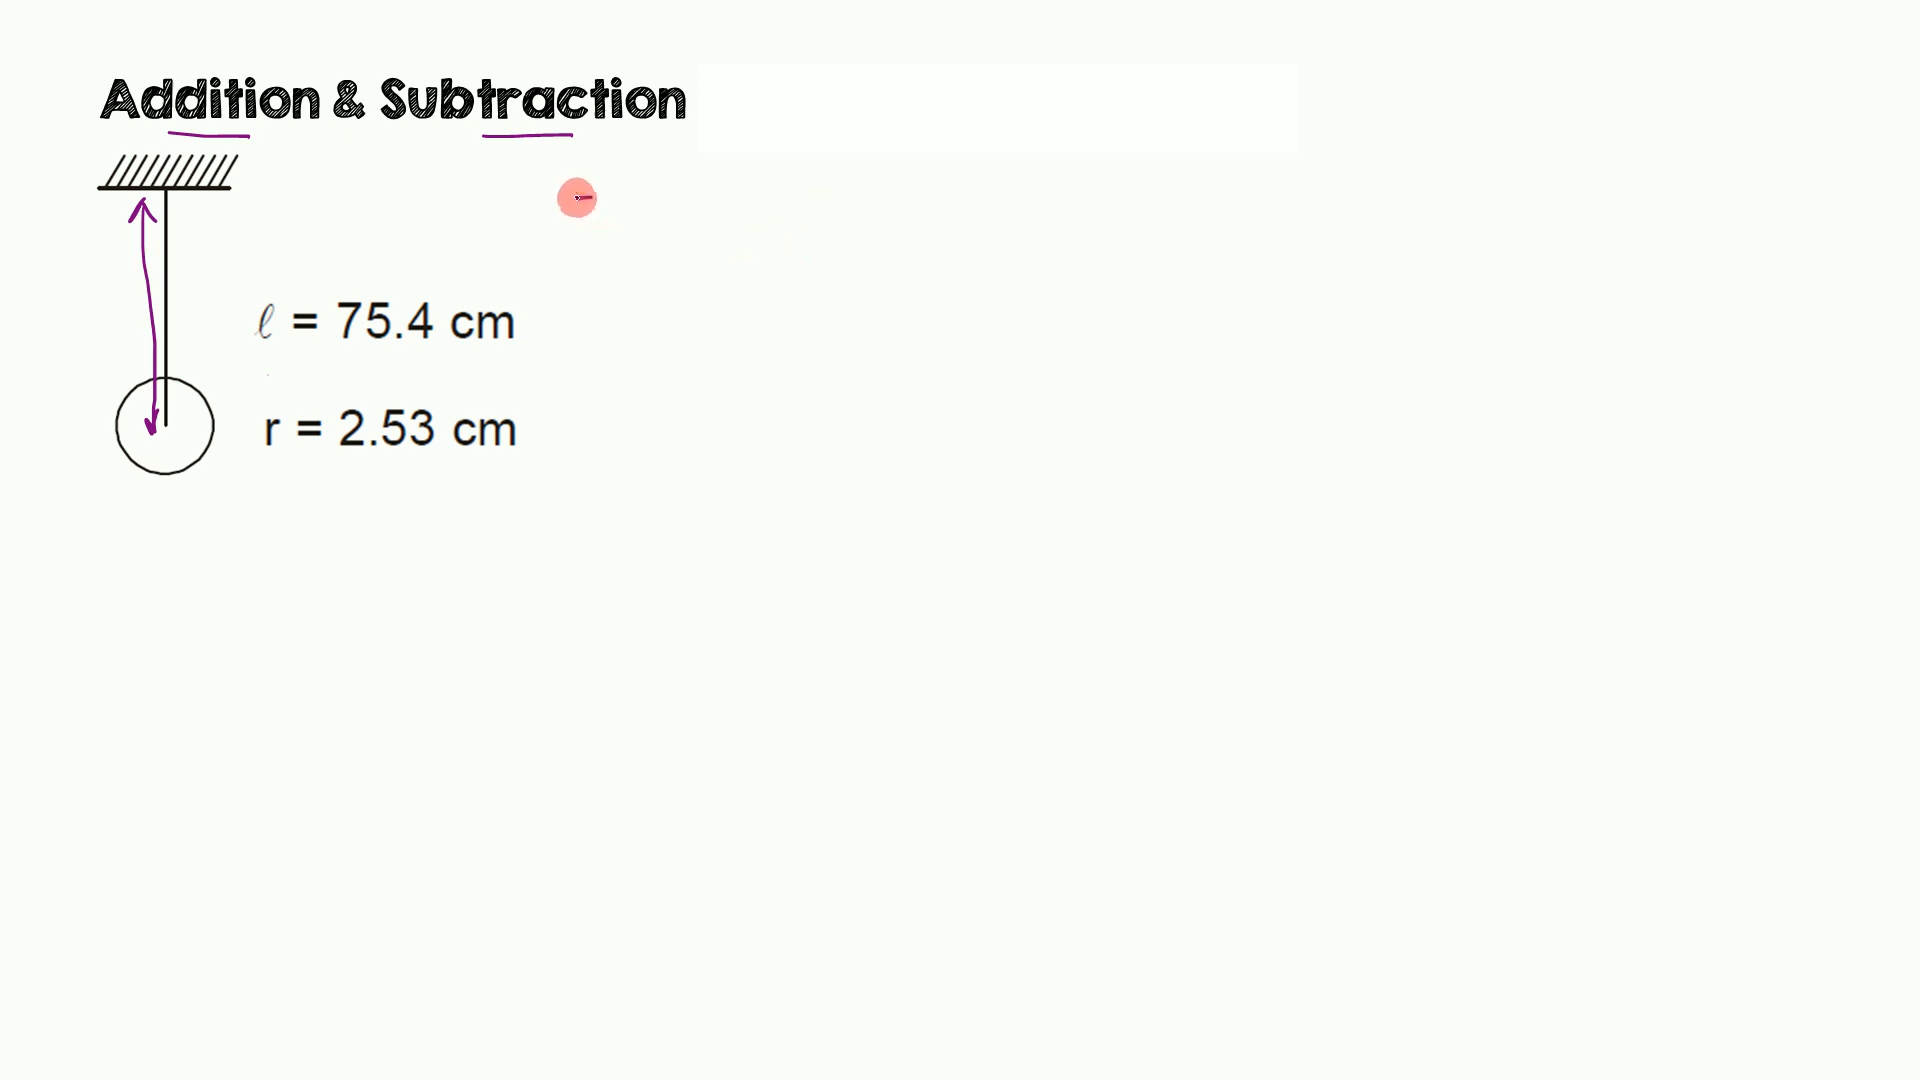 Addition & Subtraction
ℓ = 75.4 cm
r = 2.53 cm